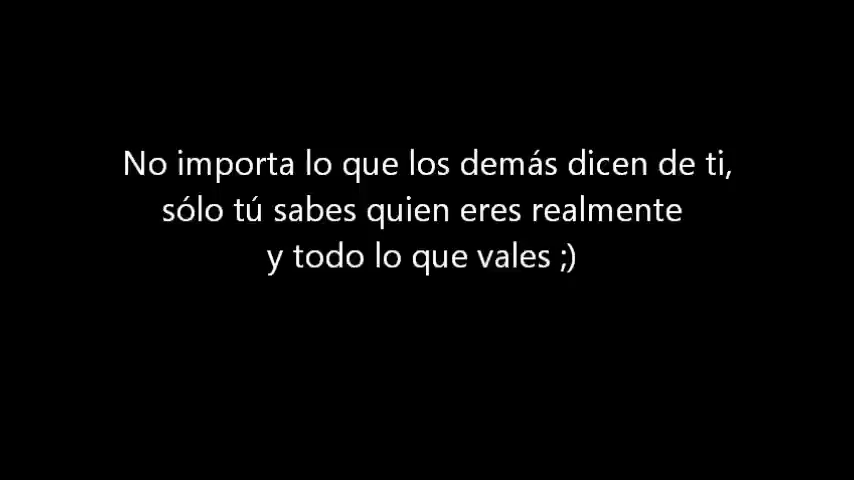 No importa lo que los demás dicen de ti,
sólo tú sabes quien eres realmente
y todo lo que vales ;)